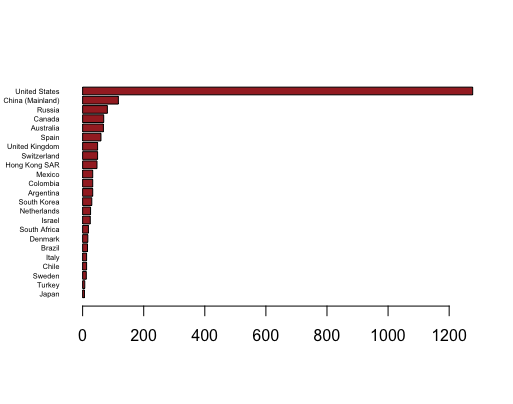 United States
China (Mainland)
Russia
Canada
Australia
Spain
United Kingdom
Switzerland
Hong Kong SAR
Mexico
Colombia
Argentina
South Korea
Netherlands
Israel
South Africa
Denmark
Brazil
Italy
Chile
Sweden
Turkey
Japan
0 200 400 600 800 1000 1200